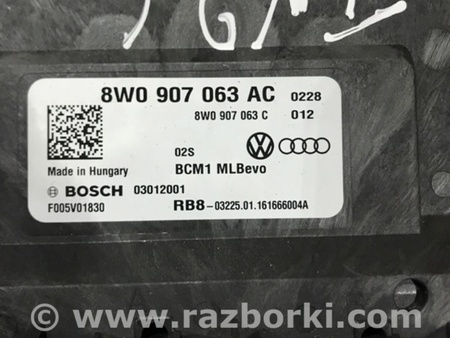 8W0 907 063 AC 0228
8W0 907 063 C 012
02S
Made in Hungary BCM1 MLBevo
BOSCH 03012001
F005V01830 RB8-03225.01.161666004A
© www.razborki.com